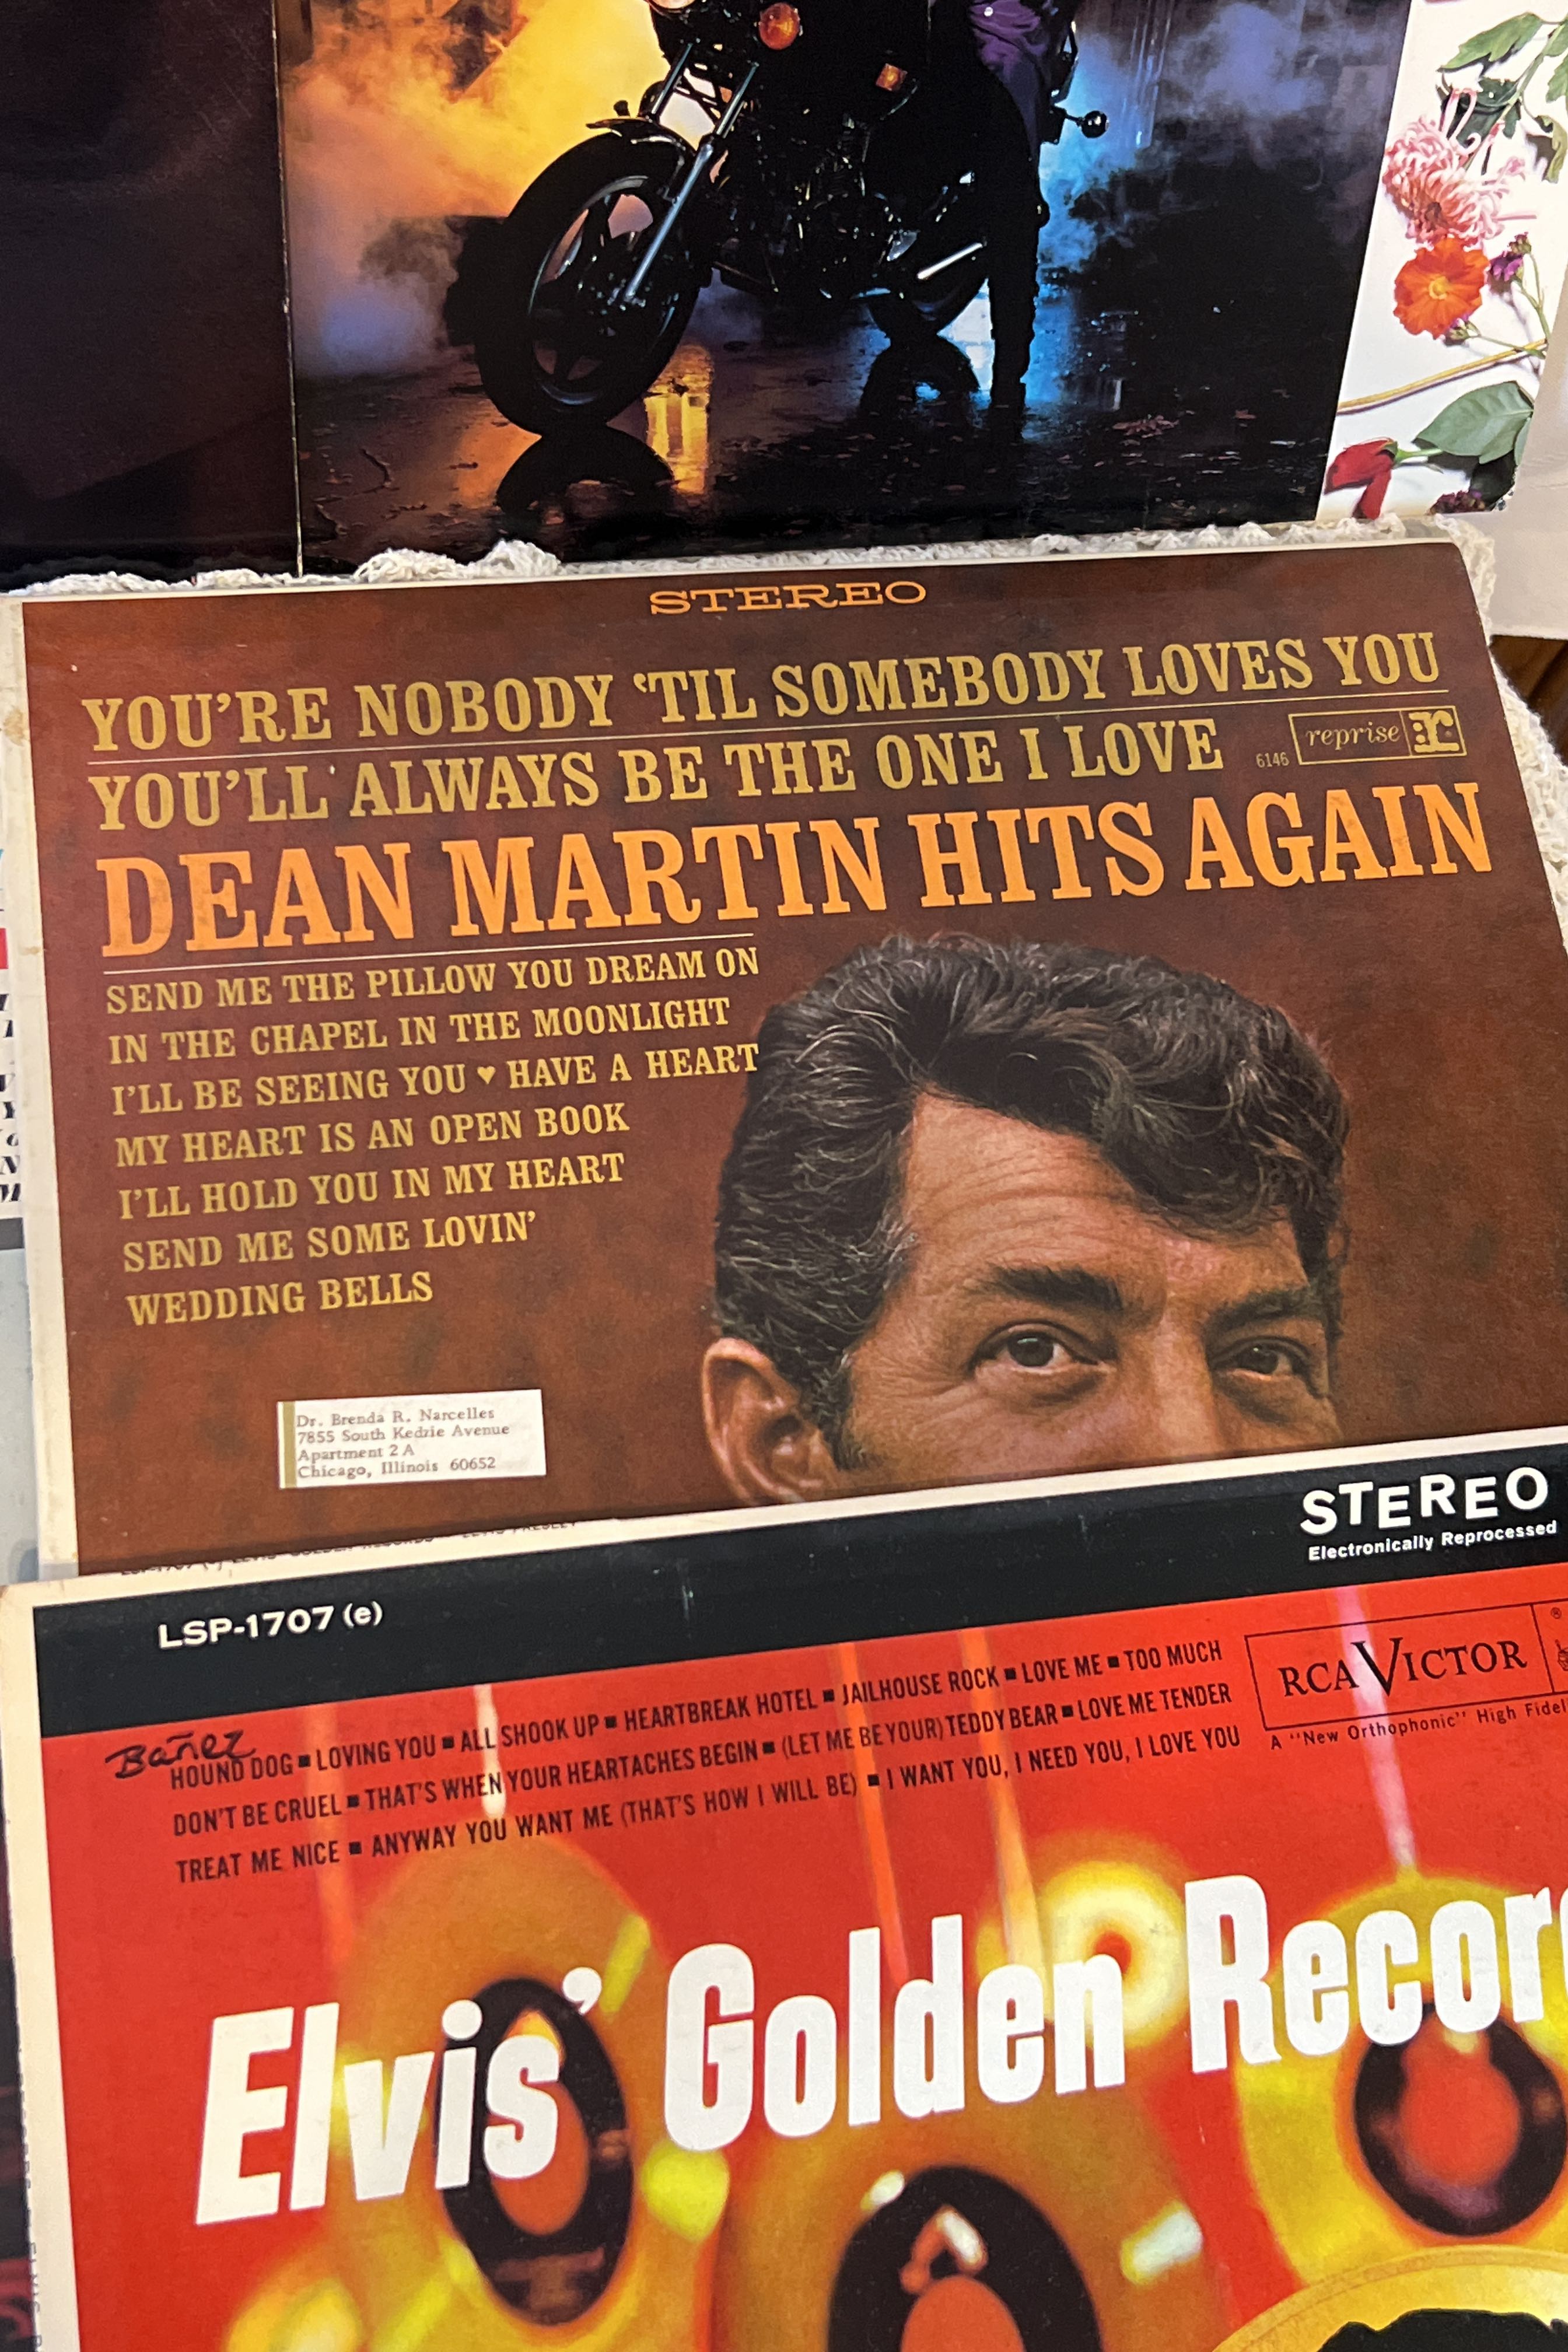 STEREO
YOU'RE NOBODY ‘TIL SOMEBODY LOVES YOU
YOU'LL ALWAYS BE THE ONE I LOVE
6146 reprise r:
DEAN MARTIN HITS AGAIN
SEND ME THE PILLOW YOU DREAM ON
IN THE CHAPEL IN THE MOONLIGHT
I'LL BE SEEING YOU ♥ HAVE A HEART
MY HEART IS AN OPEN BOOK
I'LL HOLD YOU IN MY HEART
SEND ME SOME LOVIN'
WEDDING BELLS
Dr. Brenda R. Narcelles
7855 South Kedzie Avenue
Apartment 2 A
Chicago, Illinois 60652
STEREO
Electronically Reprocessed
LSP-1707 (e)
RCA VICTOR
A "New Orthophonic" High Fidel
Bañez
HOUND DOG ■ LOVING YOU ■ ALL SHOOK UP ■ HEARTBREAK HOTEL ■ JAILHOUSE ROCK ■ LOVE ME ■ TOO MUCH
DON'T BE CRUEL ■ THAT'S WHEN YOUR HEARTACHES BEGIN ■ (LET ME BE YOUR) TEDDY BEAR ■ LOVE ME TENDER
TREAT ME NICE ■ ANYWAY YOU WANT ME (THAT'S HOW I WILL BE) ■ I WANT YOU, I NEED YOU, I LOVE YOU
Elvis' Golden Recor